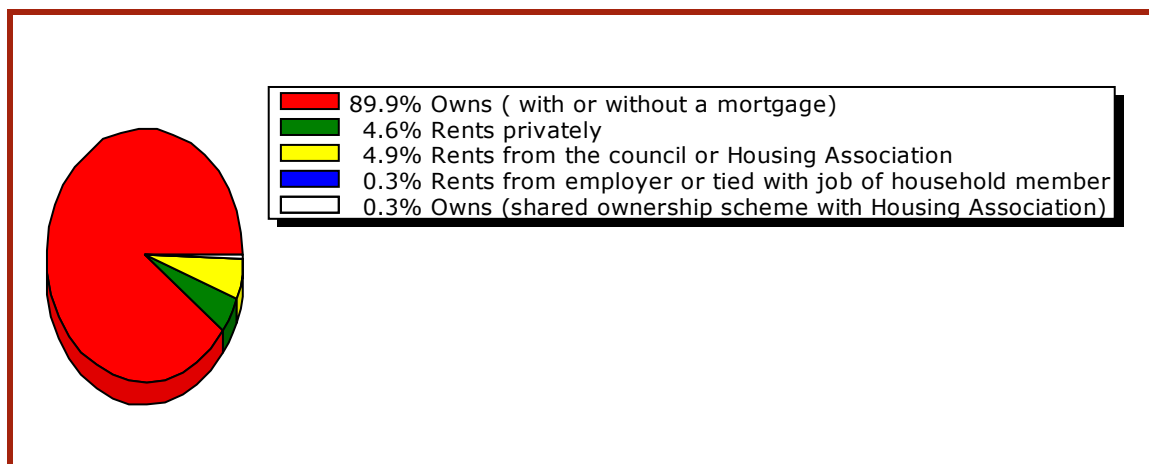 89.9% Owns ( with or without a mortgage)
4.6% Rents privately
4.9% Rents from the council or Housing Association
0.3% Rents from employer or tied with job of household member
0.3% Owns (shared ownership scheme with Housing Association)